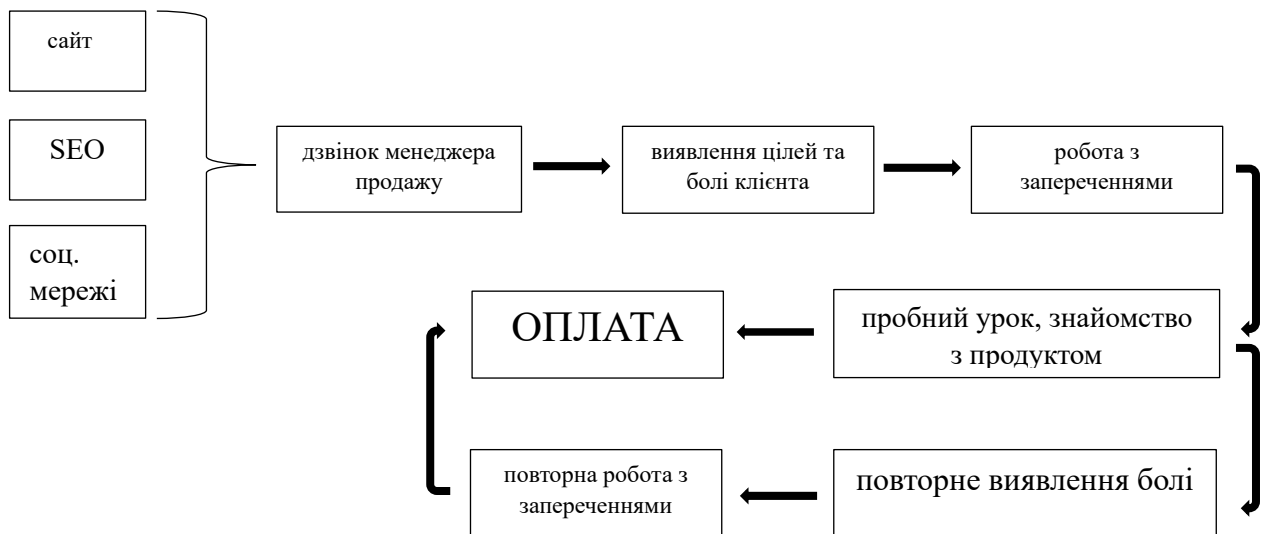 сайт
SEO
соц.
мережі
дзвінок менеджера
продажу
виявлення цілей та
болі клієнта
робота з
запереченнями
пробний урок, знайомство
з продуктом
ОПЛАТА
повторне виявлення болі
повторна робота з
запереченнями